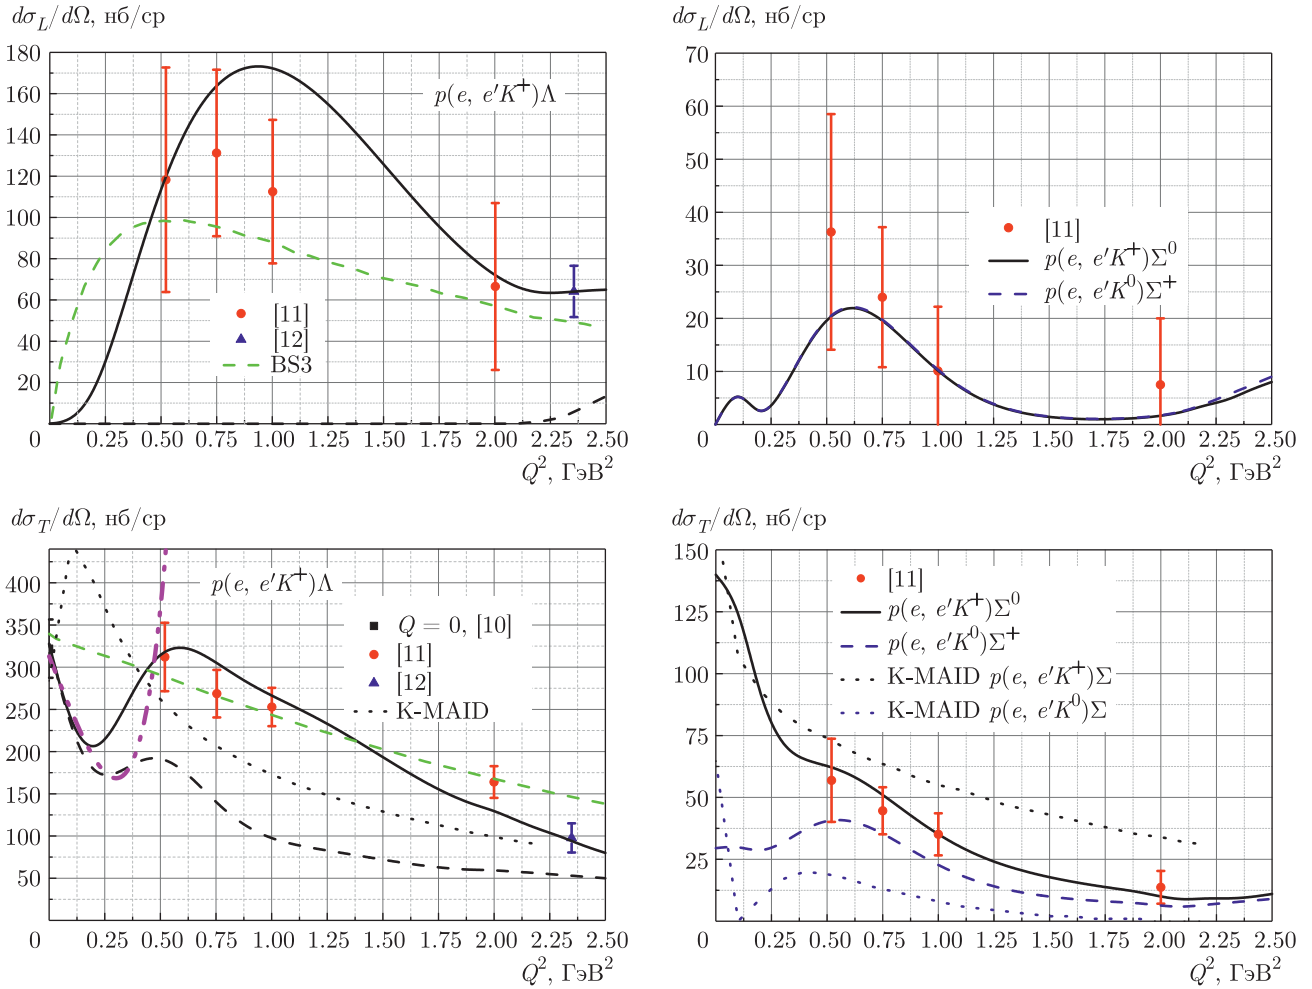 dσ_L/dΩ, нб/ср
180
160
140
120
100
80
60
40
20
0
0.25 0.50 0.75 1.00 1.25 1.50 1.75 2.00 2.25 2.50
Q², ГэВ²
p(e, e′K⁺)Λ
[11]
[12]
BS3
dσ_L/dΩ, нб/ср
70
60
50
40
30
20
10
0
0.25 0.50 0.75 1.00 1.25 1.50 1.75 2.00 2.25 2.50
Q², ГэВ²
[11]
p(e, e′K⁺)Σ⁰
p(e, e′K⁰)Σ⁺
dσ_T/dΩ, нб/ср
400
350
300
250
200
150
100
50
0
0.25 0.50 0.75 1.00 1.25 1.50 1.75 2.00 2.25 2.50
Q², ГэВ²
p(e, e′K⁺)Λ
Q = 0, [10]
[11]
[12]
K-MAID
dσ_T/dΩ, нб/ср
150
125
100
75
50
25
0
0.25 0.50 0.75 1.00 1.25 1.50 1.75 2.00 2.25 2.50
Q², ГэВ²
[11]
p(e, e′K⁺)Σ⁰
p(e, e′K⁰)Σ⁺
K-MAID p(e, e′K⁺)Σ
K-MAID p(e, e′K⁰)Σ